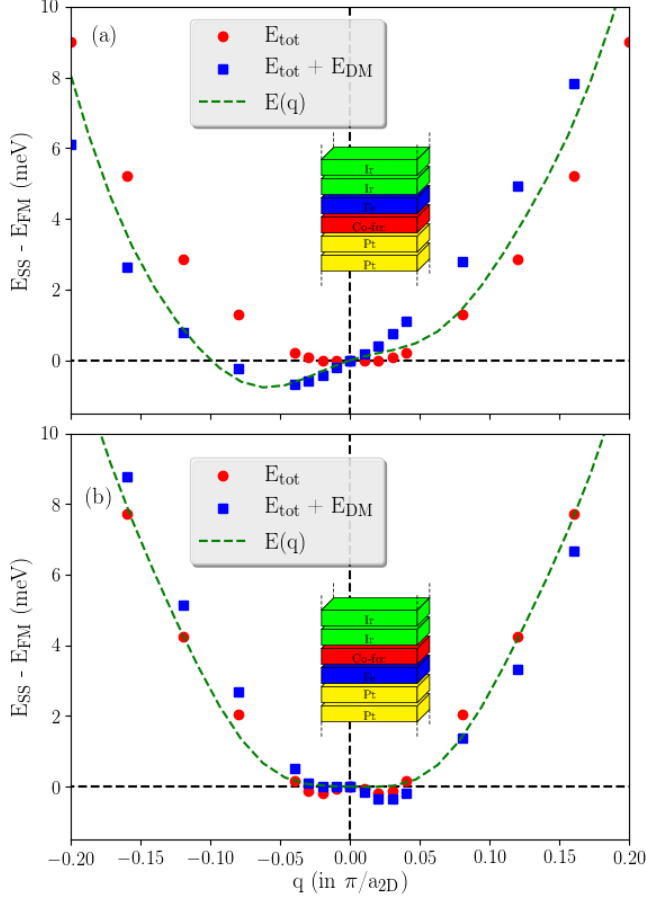 10
8
6
4
2
0
E_SS - E_FM (meV)
(a)
E_tot
E_tot + E_DM
E(q)
Ir
Ir
Fe
Co-fcc
Pt
Pt
10
8
6
4
2
0
E_SS - E_FM (meV)
(b)
E_tot
E_tot + E_DM
E(q)
Ir
Ir
Co-fcc
Fe
Pt
Pt
−0.20 −0.15 −0.10 −0.05 0.00 0.05 0.10 0.15 0.20
q (in π/a_2D)